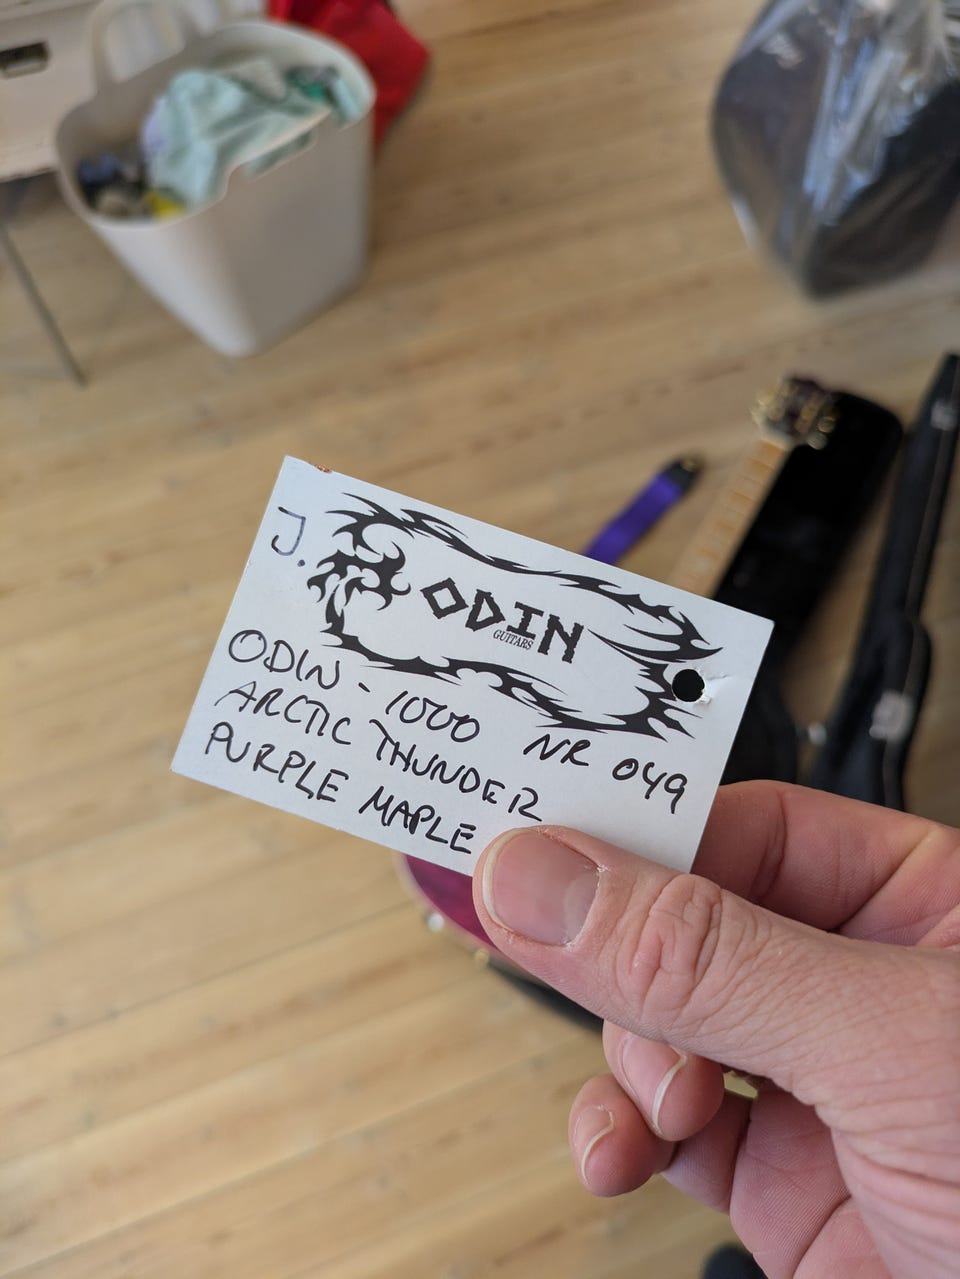 J.
ODIN
GUITARS
ODIN - 1000 NR 049
ARCTIC THUNDER
PURPLE MAPLE